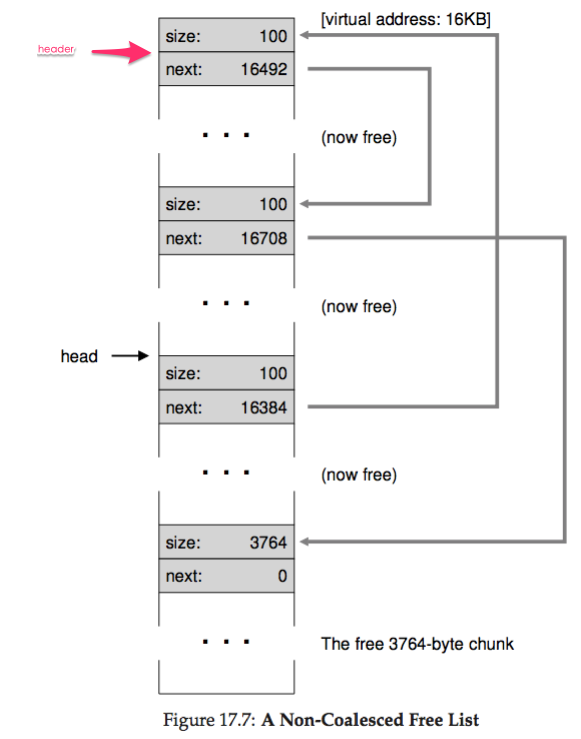 [virtual address: 16KB]
size: 100
header
next: 16492
(now free)
size: 100
next: 16708
(now free)
head
size: 100
next: 16384
(now free)
size: 3764
next: 0
The free 3764-byte chunk
Figure 17.7: A Non-Coalesced Free List